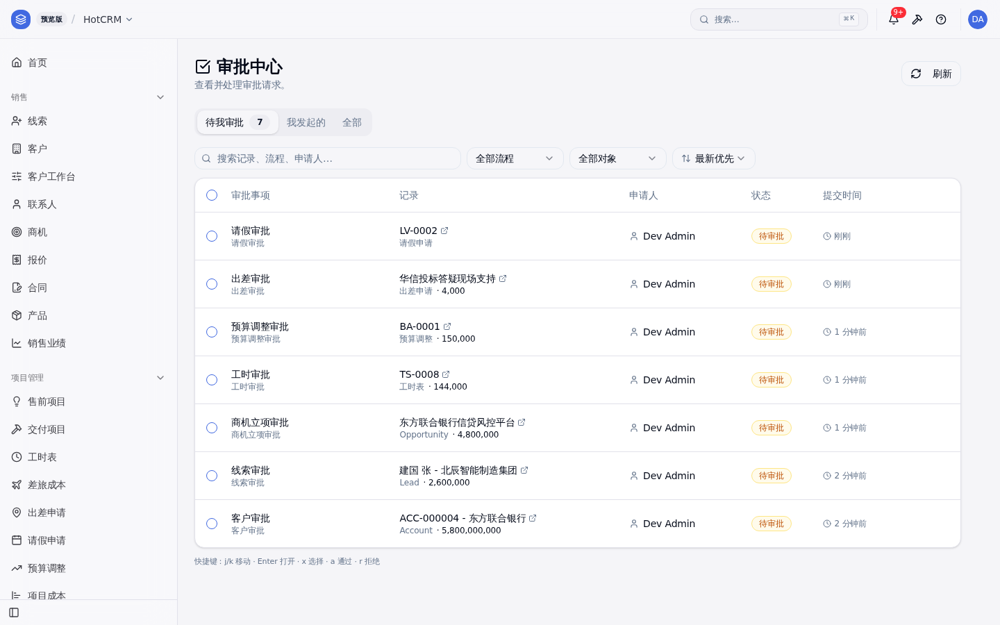 预览版 / HotCRM
搜索... ⌘K
9+
DA
首页
销售
线索
客户
客户工作台
联系人
商机
报价
合同
产品
销售业绩
项目管理
售前项目
交付项目
工时表
差旅成本
出差申请
请假申请
预算调整
项目成本
审批中心
查看并处理审批请求。
刷新
待我审批 7 我发起的 全部
搜索记录、流程、申请人... 全部流程 全部对象 最新优先
审批事项 记录 申请人 状态 提交时间
请假审批 LV-0002 Dev Admin 待审批 刚刚
请假审批 请假申请
出差审批 华信投标答疑现场支持 Dev Admin 待审批 刚刚
出差审批 出差申请 · 4,000
预算调整审批 BA-0001 Dev Admin 待审批 1 分钟前
预算调整审批 预算调整 · 150,000
工时审批 TS-0008 Dev Admin 待审批 1 分钟前
工时审批 工时表 · 144,000
商机立项审批 东方联合银行信贷风控平台 Dev Admin 待审批 1 分钟前
商机立项审批 Opportunity · 4,800,000
线索审批 建国 张 - 北辰智能制造集团 Dev Admin 待审批 2 分钟前
线索审批 Lead · 2,600,000
客户审批 ACC-000004 - 东方联合银行 Dev Admin 待审批 2 分钟前
客户审批 Account · 5,800,000,000
快捷键：j/k 移动 · Enter 打开 · x 选择 · a 通过 · r 拒绝